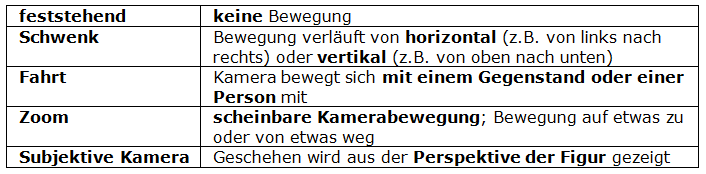 feststehend keine Bewegung
Schwenk Bewegung verläuft von horizontal (z.B. von links nach
rechts) oder vertikal (z.B. von oben nach unten)
Fahrt Kamera bewegt sich mit einem Gegenstand oder einer
Person mit
Zoom scheinbare Kamerabewegung; Bewegung auf etwas zu
oder von etwas weg
Subjektive Kamera Geschehen wird aus der Perspektive der Figur gezeigt